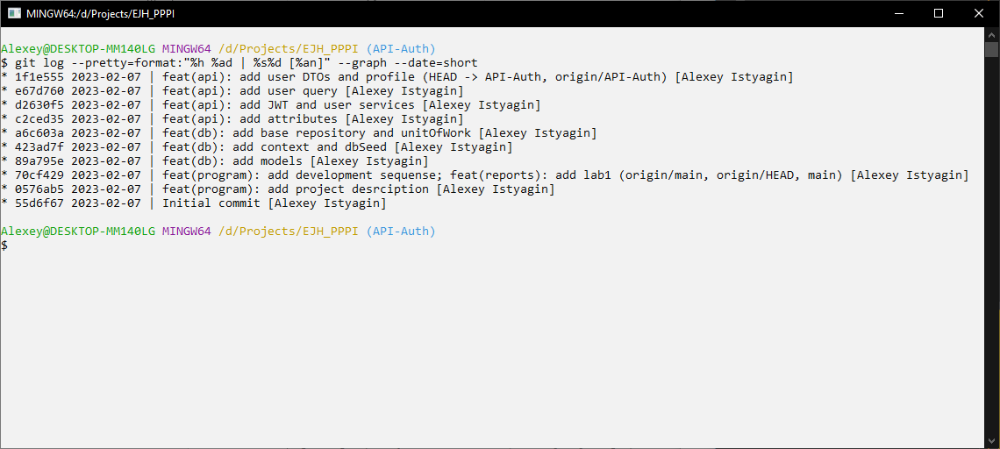 MINGW64:/d/Projects/EJH_PPPI
Alexey@DESKTOP-MM140LG MINGW64 /d/Projects/EJH_PPPI (API-Auth)
$ git log --pretty=format:"%h %ad | %s%d [%an]" --graph --date=short
* 1f1e555 2023-02-07 | feat(api): add user DTOs and profile (HEAD -> API-Auth, origin/API-Auth) [Alexey Istyagin]
* e67d760 2023-02-07 | feat(api): add user query [Alexey Istyagin]
* d2630f5 2023-02-07 | feat(api): add JWT and user services [Alexey Istyagin]
* c2ced35 2023-02-07 | feat(api): add attributes [Alexey Istyagin]
* a6c603a 2023-02-07 | feat(db): add base repository and unitOfWork [Alexey Istyagin]
* 423ad7f 2023-02-07 | feat(db): add context and dbSeed [Alexey Istyagin]
* 89a795e 2023-02-07 | feat(db): add models [Alexey Istyagin]
* 70cf429 2023-02-07 | feat(program): add development sequense; feat(reports): add lab1 (origin/main, origin/HEAD, main) [Alexey Istyagin]
* 0576ab5 2023-02-07 | feat(program): add project desrciption [Alexey Istyagin]
* 55d6f67 2023-02-07 | Initial commit [Alexey Istyagin]
Alexey@DESKTOP-MM140LG MINGW64 /d/Projects/EJH_PPPI (API-Auth)
$